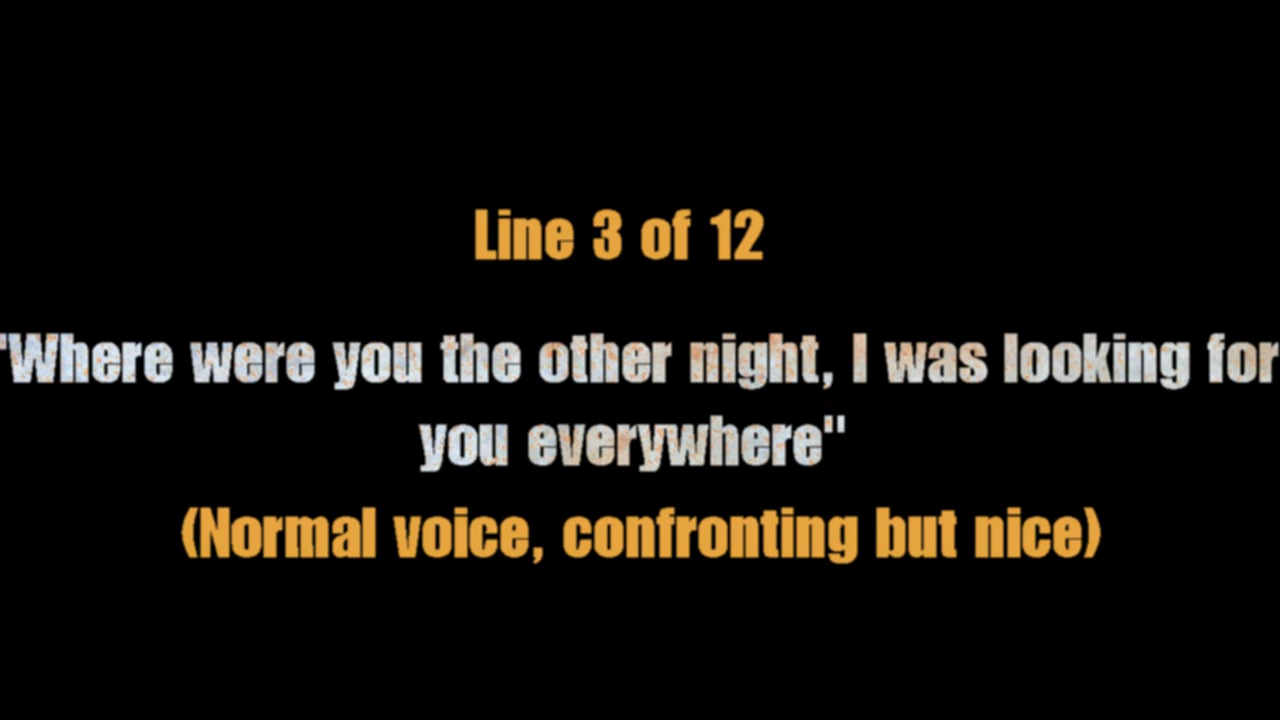 Line 3 of 12
"Where were you the other night, I was looking for
you everywhere"
(Normal voice, confronting but nice)